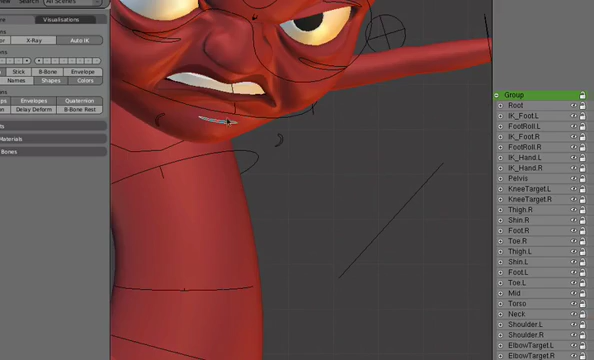 Search All Scenes
Visualisations
X-Ray Auto IK
Stick B-Bone Envelope
Names Shapes Colors
Envelopes Quaternion
Delay Deform B-Bone Rest
Materials
Bones
Group
Root
IK_Foot.L
FootRoll.L
IK_Foot.R
FootRoll.R
IK_Hand.L
IK_Hand.R
Pelvis
KneeTarget.L
KneeTarget.R
Thigh.R
Shin.R
Foot.R
Toe.R
Thigh.L
Shin.L
Foot.L
Toe.L
Mid
Torso
Neck
Shoulder.L
Shoulder.R
ElbowTarget.L
ElbowTarget.R